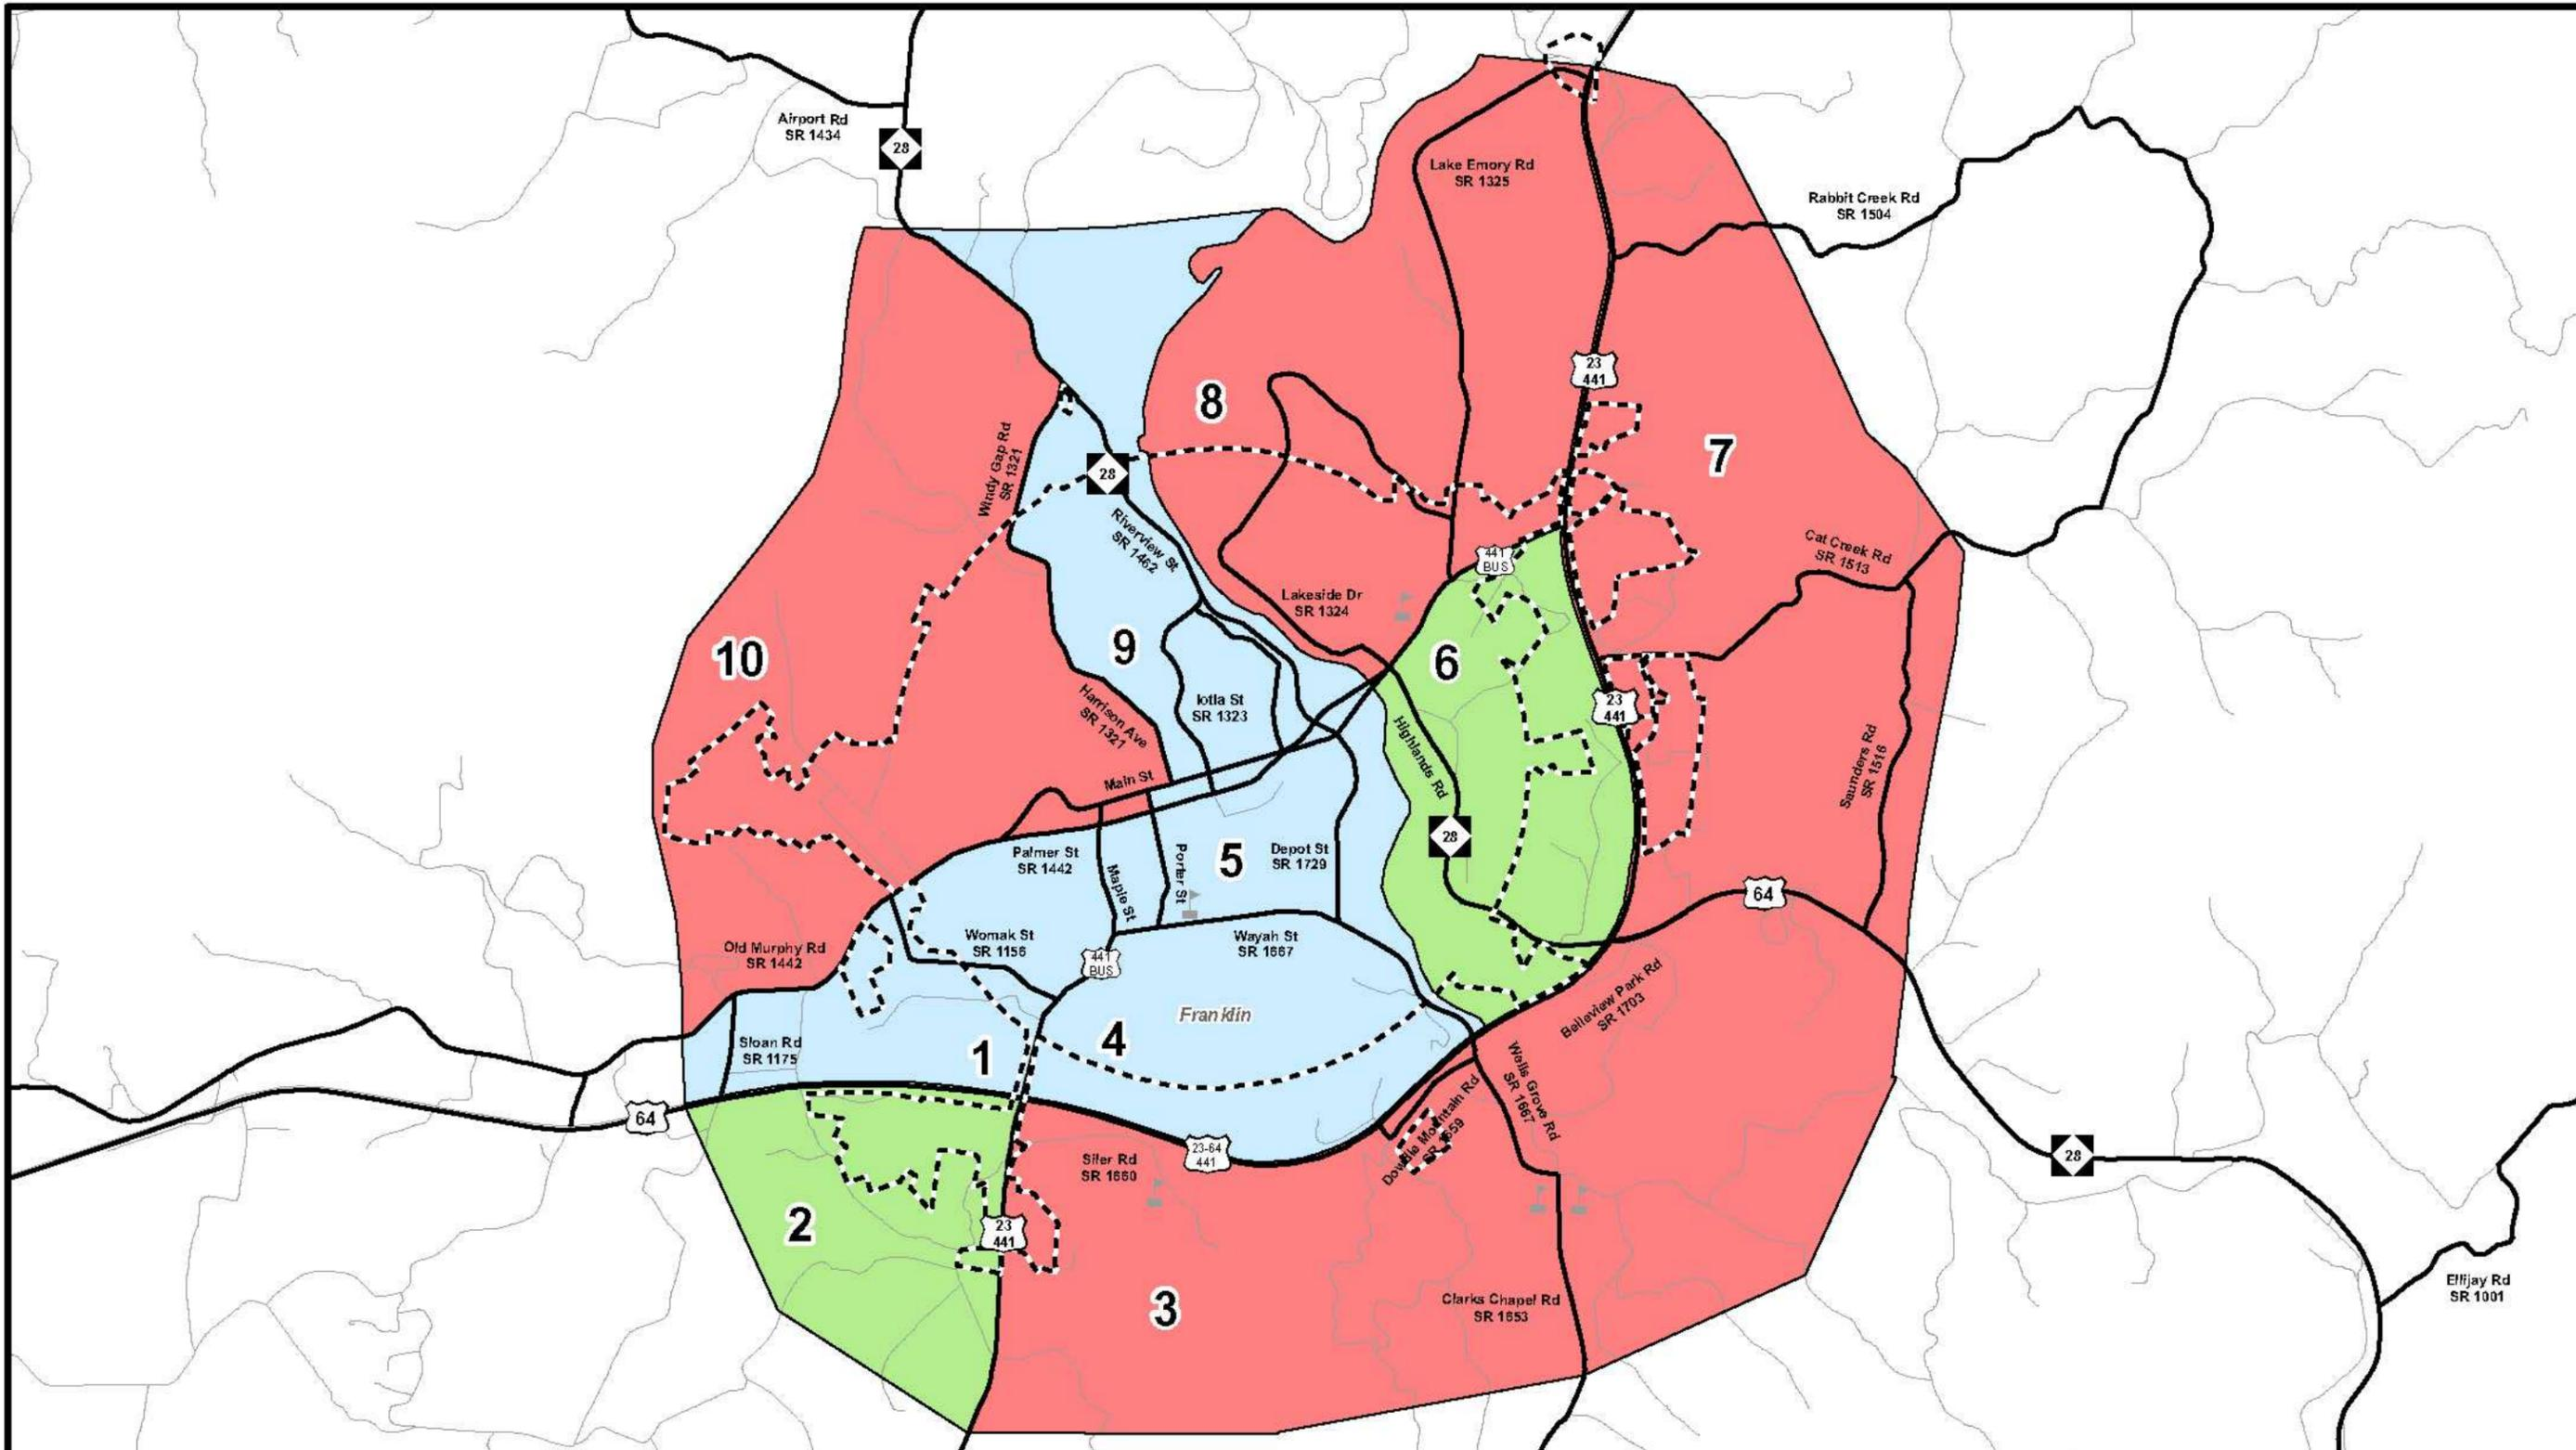 Airport Rd
SR 1434
28
Lake Emory Rd
SR 1325
Rabbit Creek Rd
SR 1504
23
441
8
7
Windy Gap Rd
SR 1321
28
Riverview St
SR 1462
441
BUS
Cat Creek Rd
SR 1513
Lakeside Dr
SR 1324
10
9
6
Iotla St
SR 1323
Harrison Ave
SR 1321
23
441
Highlands Rd
Saunders Rd
SR 1516
Main St
28
Palmer St
SR 1442
Maple St
Porter St
5
Depot St
SR 1729
64
Old Murphy Rd
SR 1442
Womak St
SR 1156
441
BUS
Wayah St
SR 1667
Belleview Park Rd
SR 1703
Franklin
Sloan Rd
SR 1175
1
4
Wells Grove Rd
SR 1667
64
Dowdle Mountain Rd
SR 1659
23-64
441
Siler Rd
SR 1660
28
2
23
441
3
Clarks Chapel Rd
SR 1653
Ellijay Rd
SR 1001